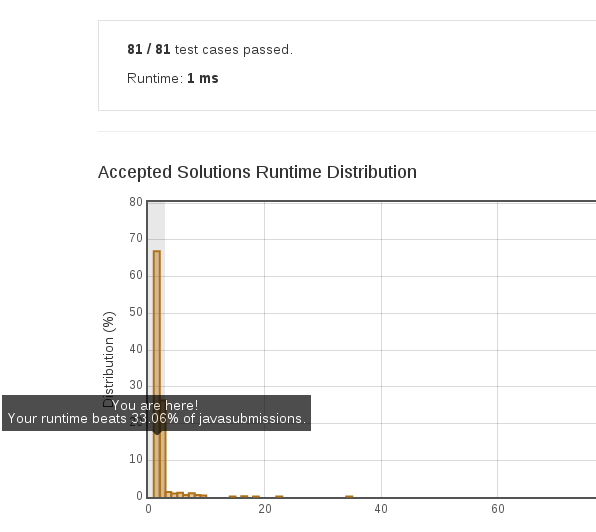 81 / 81 test cases passed.
Runtime: 1 ms
Accepted Solutions Runtime Distribution
80
70
60
50
40
30
10
0
Distribution (%)
You are here!
Your runtime beats 33.06% of javasubmissions.
0 20 40 60